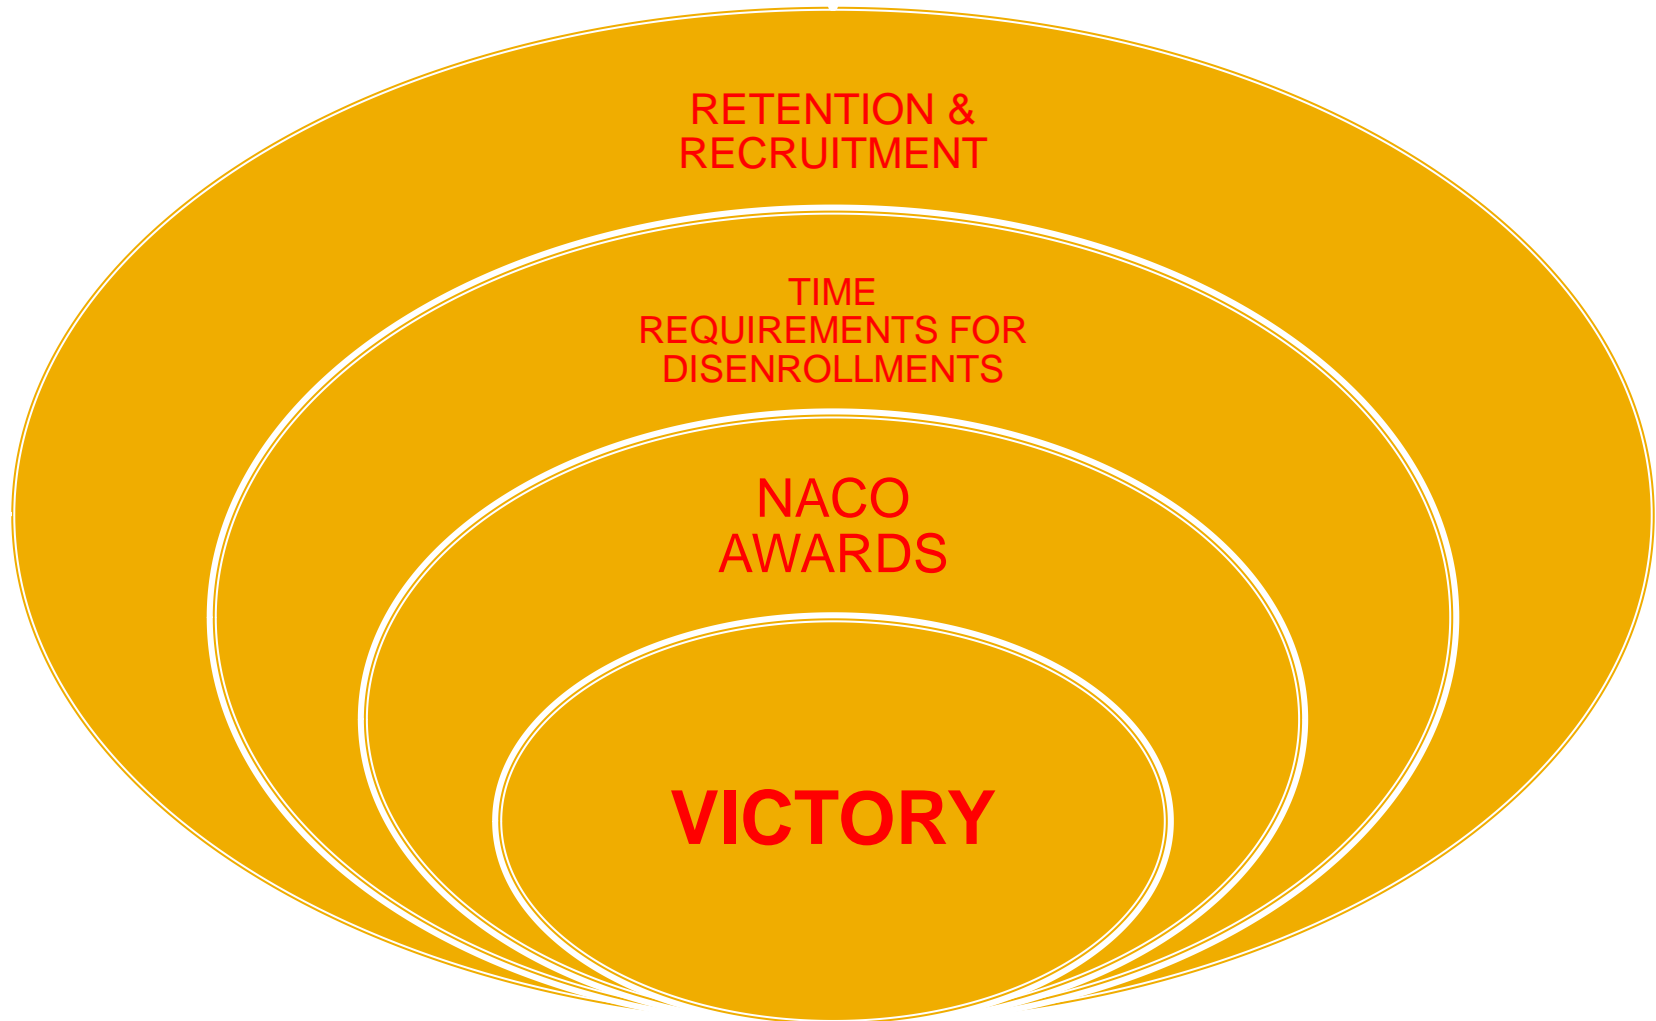 RETENTION &
RECRUITMENT
TIME
REQUIREMENTS FOR
DISENROLLMENTS
NACO
AWARDS
VICTORY